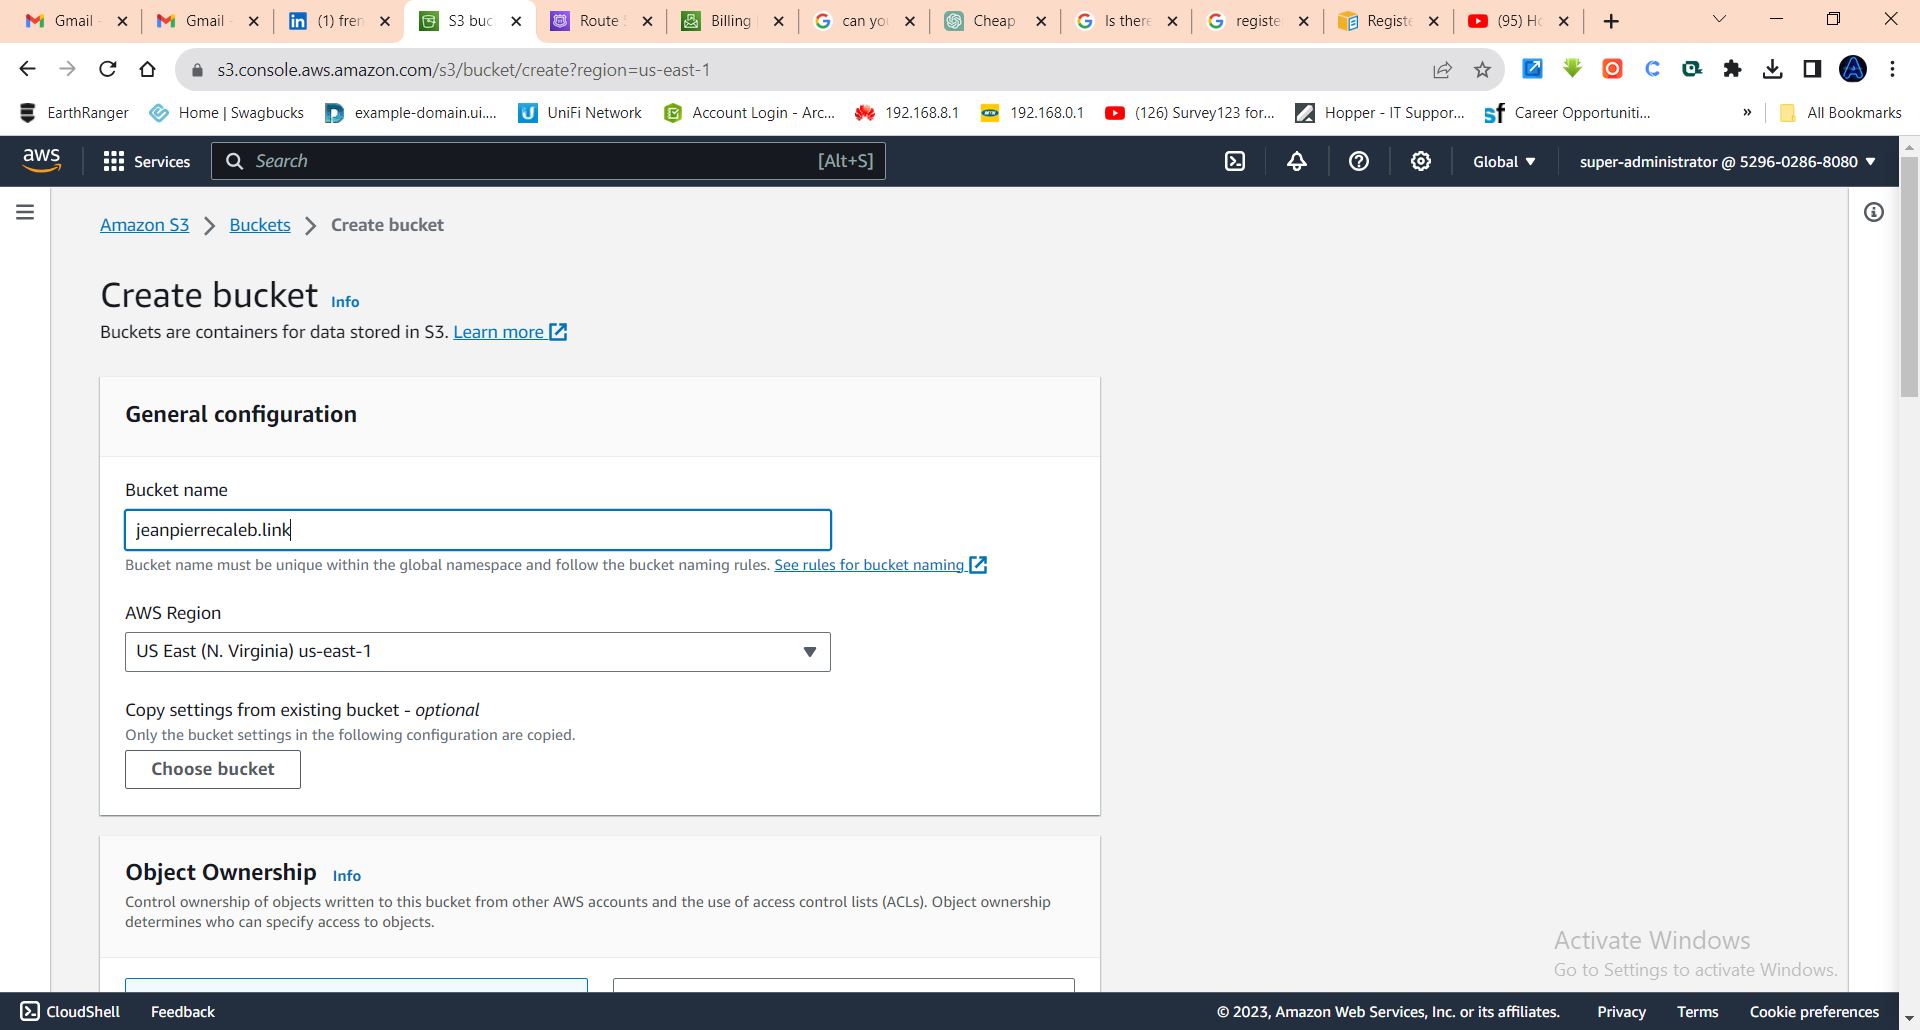 Gmail
Gmail
(1) fren
S3 buc
Route
Billing
can yo
Cheap
Is there
registe
Registe
(95) Ho
s3.console.aws.amazon.com/s3/bucket/create?region=us-east-1
EarthRanger
Home | Swagbucks
example-domain.ui....
UniFi Network
Account Login - Arc...
192.168.8.1
192.168.0.1
(126) Survey123 for...
Hopper - IT Suppor...
Career Opportuniti...
»
All Bookmarks
aws
Services
Search
[Alt+S]
Global
super-administrator @ 5296-0286-8080
Amazon S3 > Buckets > Create bucket
Create bucket Info
Buckets are containers for data stored in S3. Learn more
General configuration
Bucket name
jeanpierrecaleb.link
Bucket name must be unique within the global namespace and follow the bucket naming rules. See rules for bucket naming
AWS Region
US East (N. Virginia) us-east-1
Copy settings from existing bucket - optional
Only the bucket settings in the following configuration are copied.
Choose bucket
Object Ownership Info
Control ownership of objects written to this bucket from other AWS accounts and the use of access control lists (ACLs). Object ownership
determines who can specify access to objects.
Activate Windows
Go to Settings to activate Windows.
CloudShell
Feedback
© 2023, Amazon Web Services, Inc. or its affiliates.
Privacy
Terms
Cookie preferences